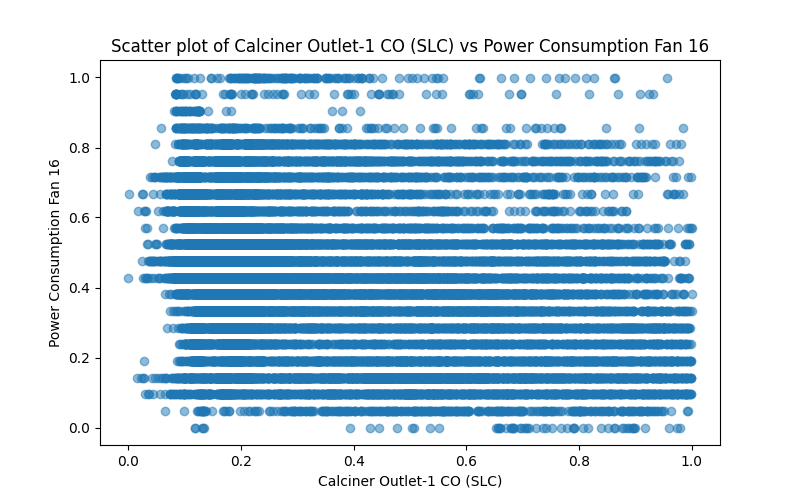 Scatter plot of Calciner Outlet-1 CO (SLC) vs Power Consumption Fan 16
1.0
0.8
0.6
0.4
0.2
0.0
Power Consumption Fan 16
0.0 0.2 0.4 0.6 0.8 1.0
Calciner Outlet-1 CO (SLC)